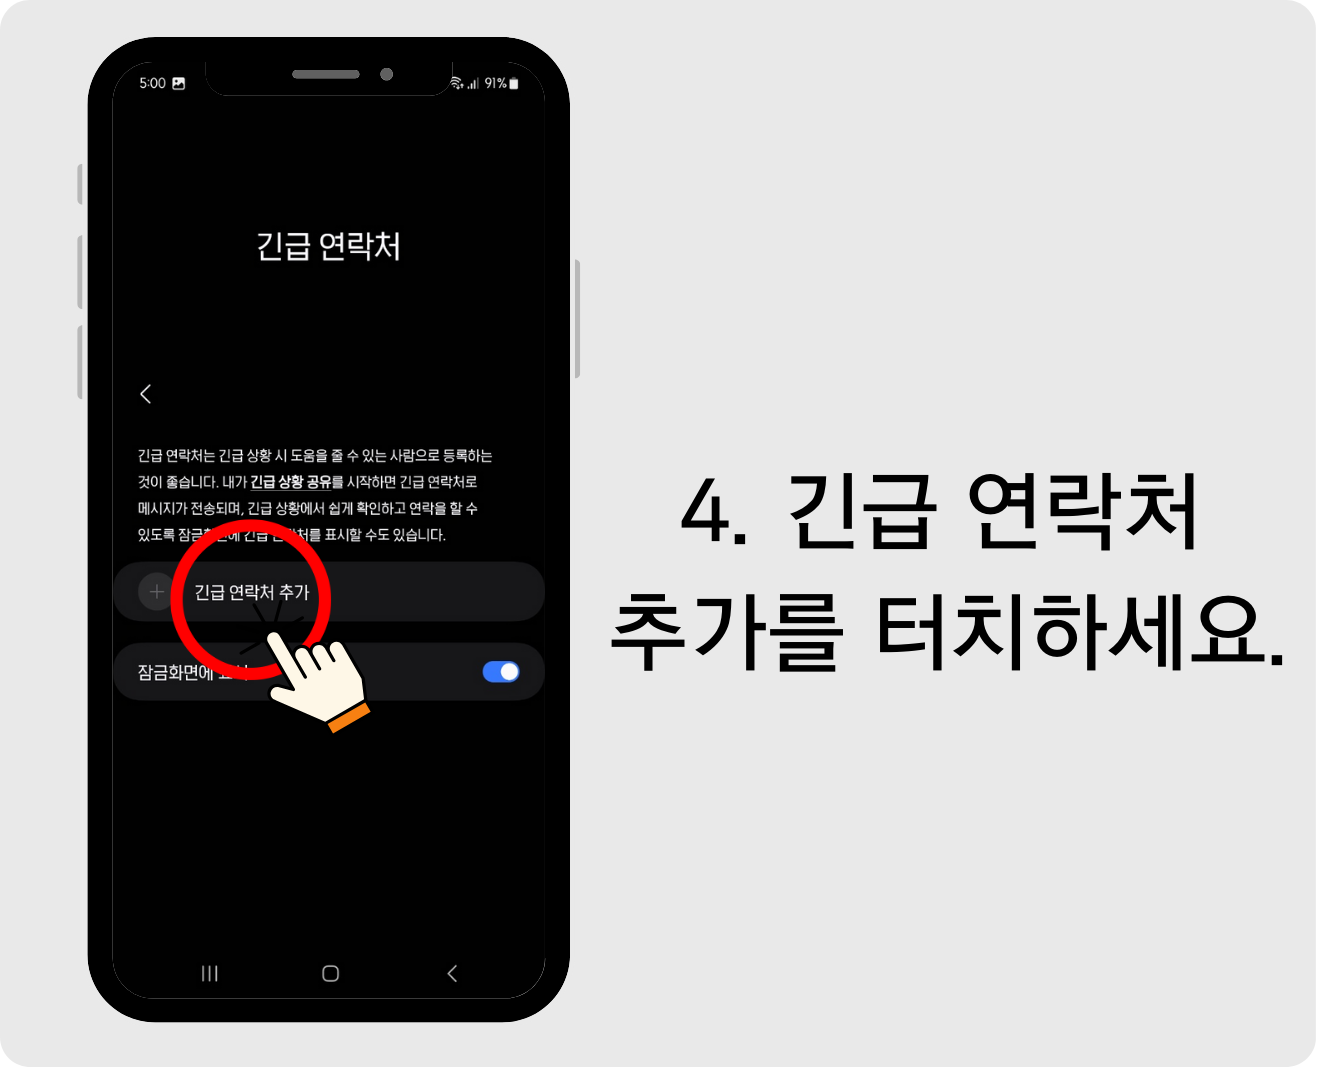 5:00
91%
긴급 연락처
긴급 연락처는 긴급 상황 시 도움을 줄 수 있는 사람으로 등록하는
것이 좋습니다. 내가 긴급 상황 공유를 시작하면 긴급 연락처로
메시지가 전송되며, 긴급 상황에서 쉽게 확인하고 연락을 할 수
있도록 잠금화면에 긴급 연락처를 표시할 수도 있습니다.
긴급 연락처 추가
잠금화면에
4. 긴급 연락처
추가를 터치하세요.